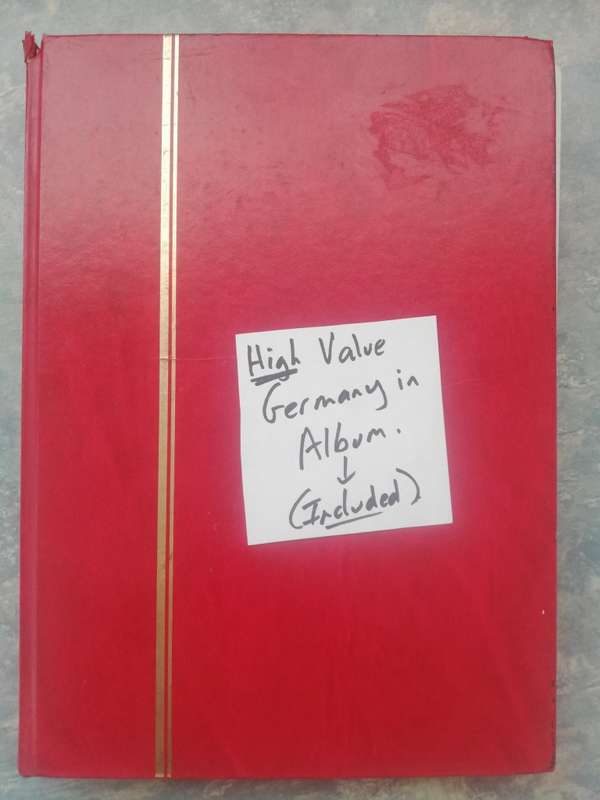 High Value
Germany in
Album.
↓
(Included)